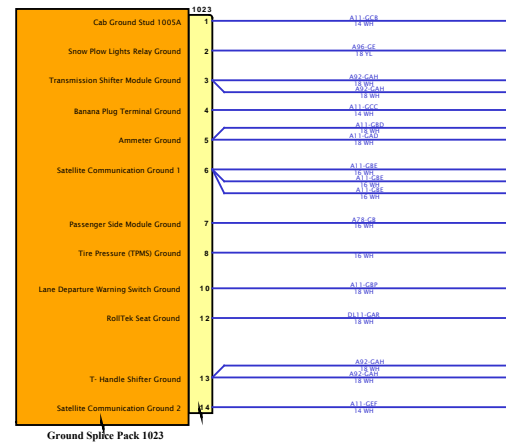 1023
Cab Ground Stud 1005A 1 A11-GCB
14 WH
Snow Plow Lights Relay Ground 2 A96-GE
18 YL
Transmission Shifter Module Ground 3 A92-GAH
18 WH
A92-GAH
18 WH
Banana Plug Terminal Ground 4 A11-GCC
14 WH
A11-GBD
18 WH
Ammeter Ground 5 A11-GAD
18 WH
Satellite Communication Ground 1 6 A11-GBE
16 WH
A11-GBE
16 WH
A11-GBE
16 WH
Passenger Side Module Ground 7 A78-GB
16 WH
Tire Pressure (TPMS) Ground 8
16 WH
Lane Departure Warning Switch Ground 10 A11-GBP
18 WH
RollTek Seat Ground 12 DL11-GAR
18 WH
A92-GAH
18 WH
T- Handle Shifter Ground 13 A92-GAH
18 WH
Satellite Communication Ground 2 14 A11-GEF
14 WH
Ground Splice Pack 1023